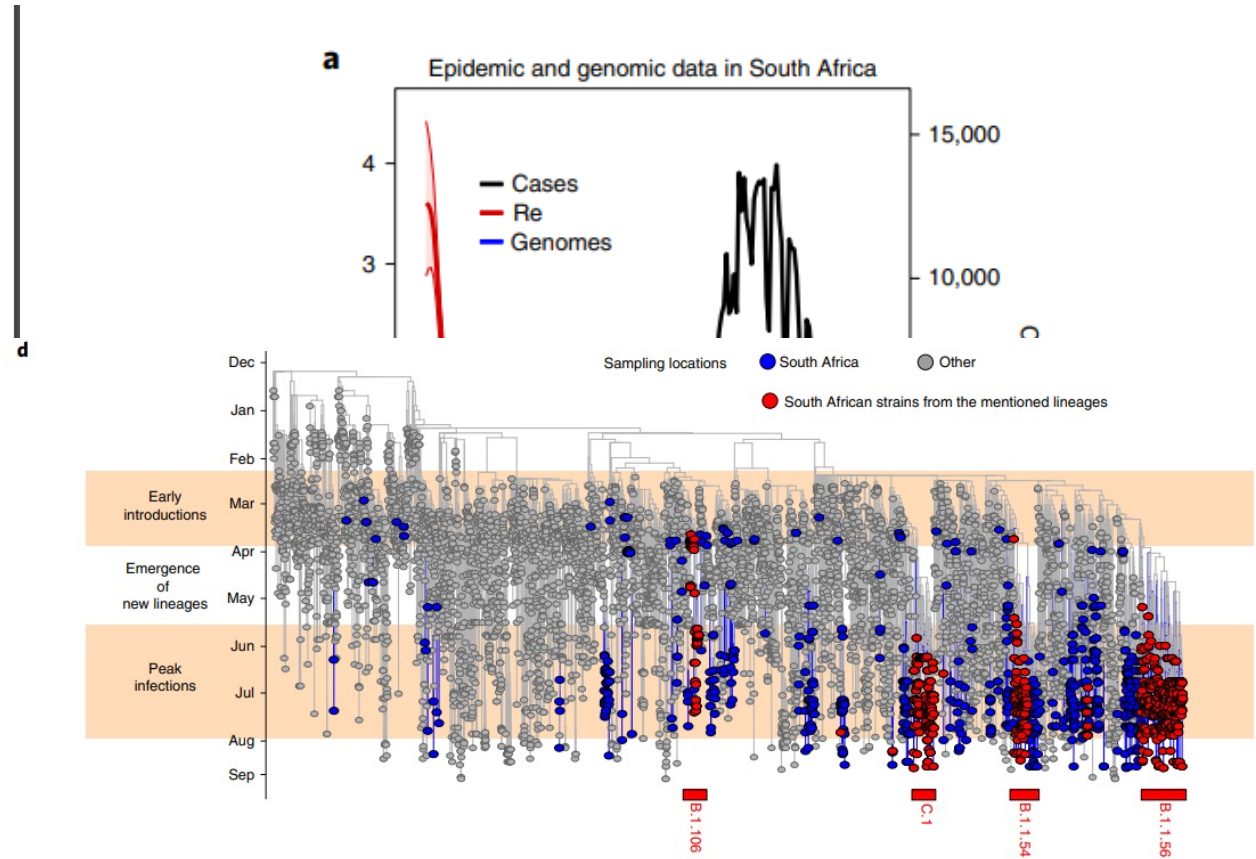 a
Epidemic and genomic data in South Africa
4
3
Cases
Re
Genomes
15,000
10,000
C
d
Sampling locations
South Africa
Other
South African strains from the mentioned lineages
Dec
Jan
Feb
Mar
Apr
May
Jun
Jul
Aug
Sep
Early
introductions
Emergence
of
new lineages
Peak
infections
B.1.106
C.1
B.1.1.54
B.1.1.56